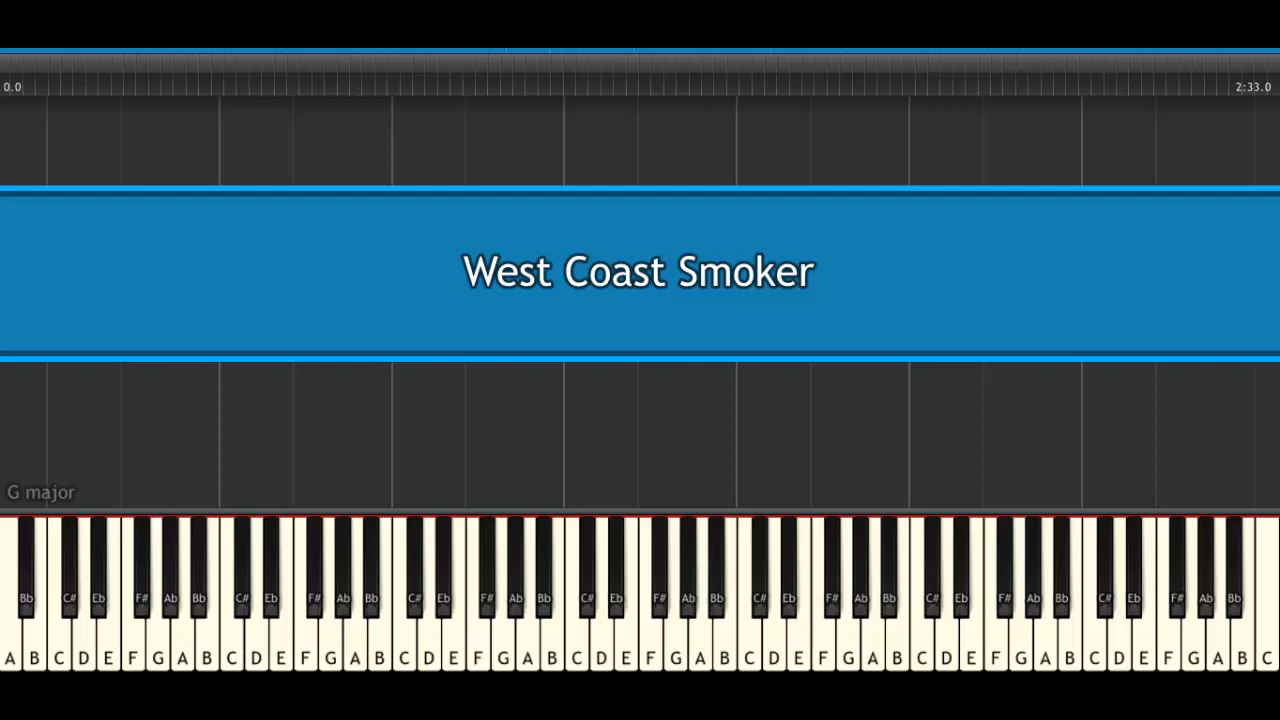 0.0 2:33.0
West Coast Smoker
G major
Bb C# Eb F# Ab Bb C# Eb F# Ab Bb C# Eb F# Ab Bb C# Eb F# Ab Bb C# Eb F# Ab Bb C# Eb F# Ab Bb C# Eb F# Ab Bb
A B C D E F G A B C D E F G A B C D E F G A B C D E F G A B C D E F G A B C D E F G A B C D E F G A B C